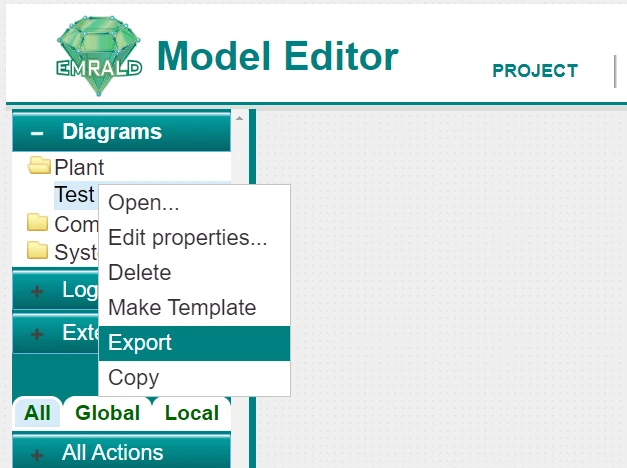 EMRALD Model Editor
PROJECT
– Diagrams
Plant
Test
Open...
Com
Edit properties...
Syst
Delete
+ Log
Make Template
+ Exte
Export
Copy
All Global Local
+ All Actions